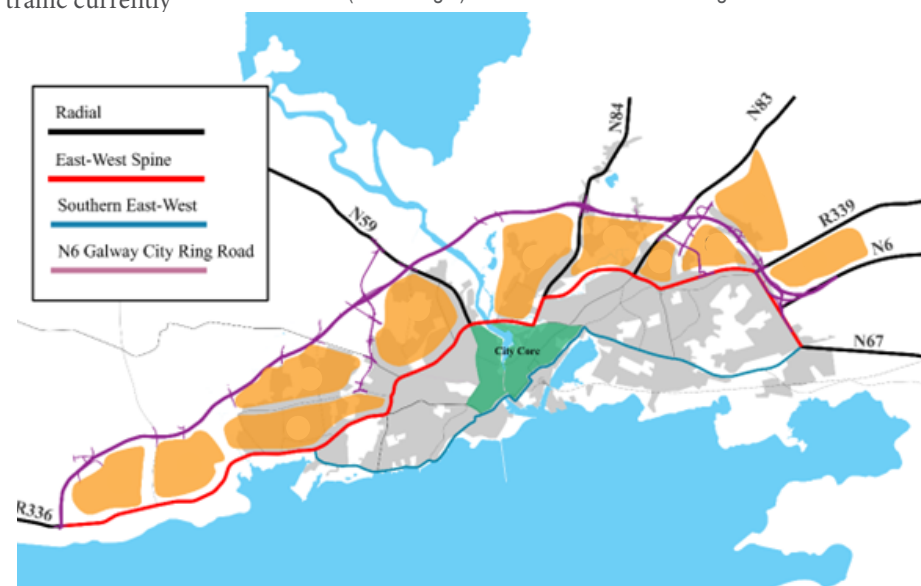 traffic currently
Radial
East-West Spine
Southern East-West
N6 Galway City Ring Road
N59
N84
N83
R339
N6
City Core
N67
R336